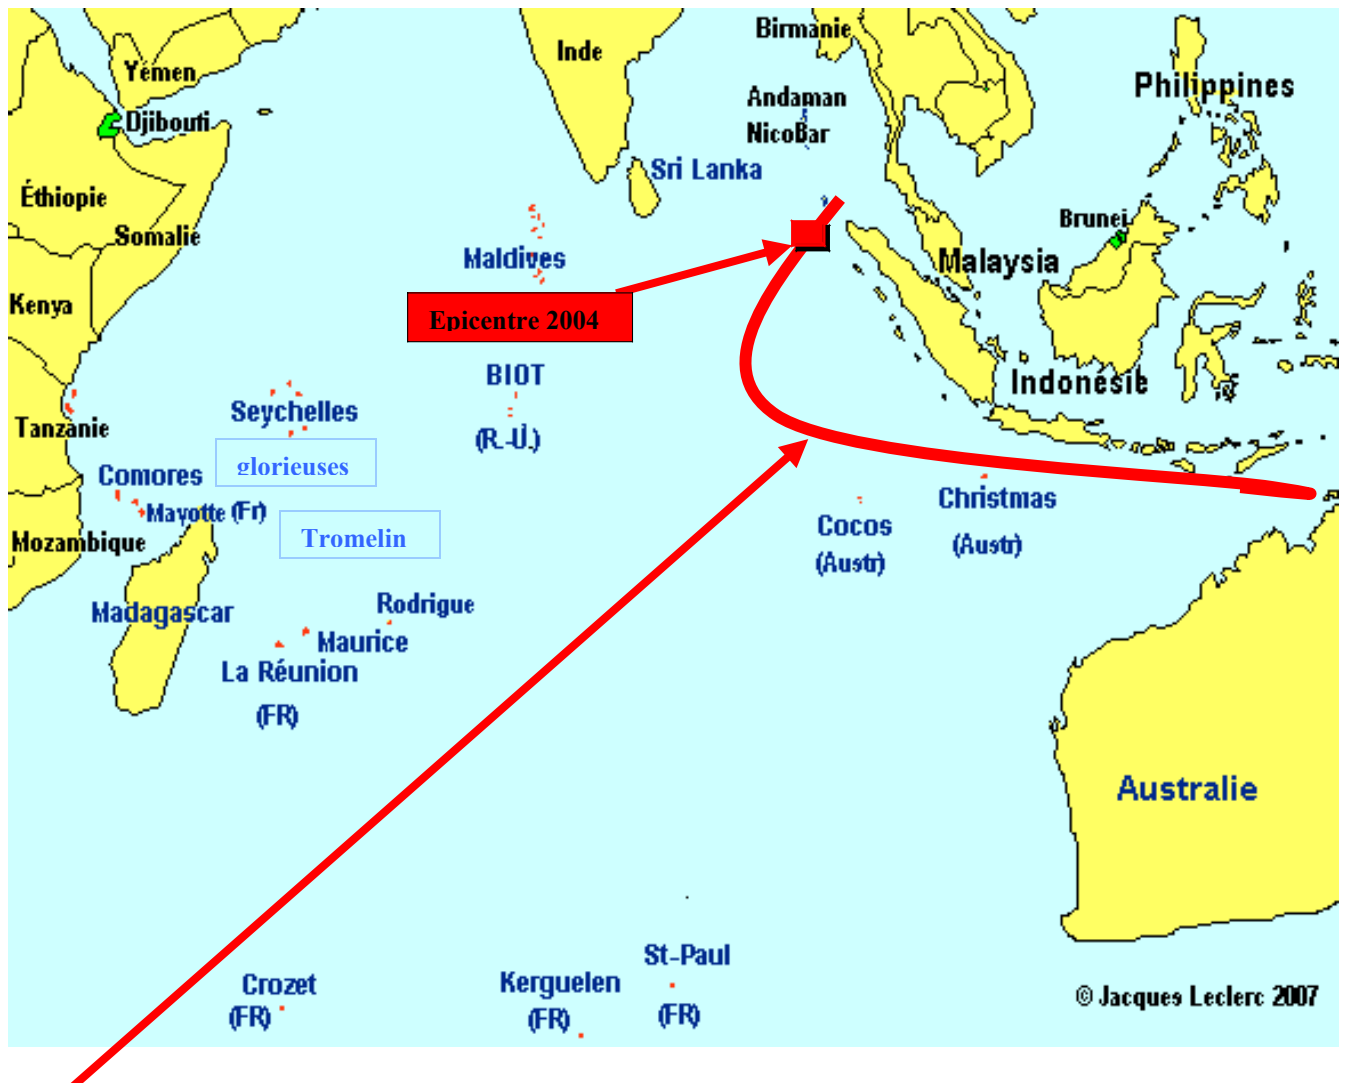 Birmanie
Inde
Yémen
Philippines
Andaman
NicoBar
Djibouti
Sri Lanka
Éthiopie
Brunei
Somalié
Maldives
Malaysia
Kenya
Epicentre 2004
BIOT
(R.-U.)
Indonésie
Seychelles
Tanzanie
glorieuses
Comores
Mayotte (Fr)
Christmas
(Austr)
Cocos
(Austr)
Tromelin
Mozambique
Madagascar
Rodrigue
Maurice
La Réunion
(FR)
Australie
St-Paul
(FR)
Crozet
(FR)
Kerguelen
(FR)
© Jacques Leclerc 2007